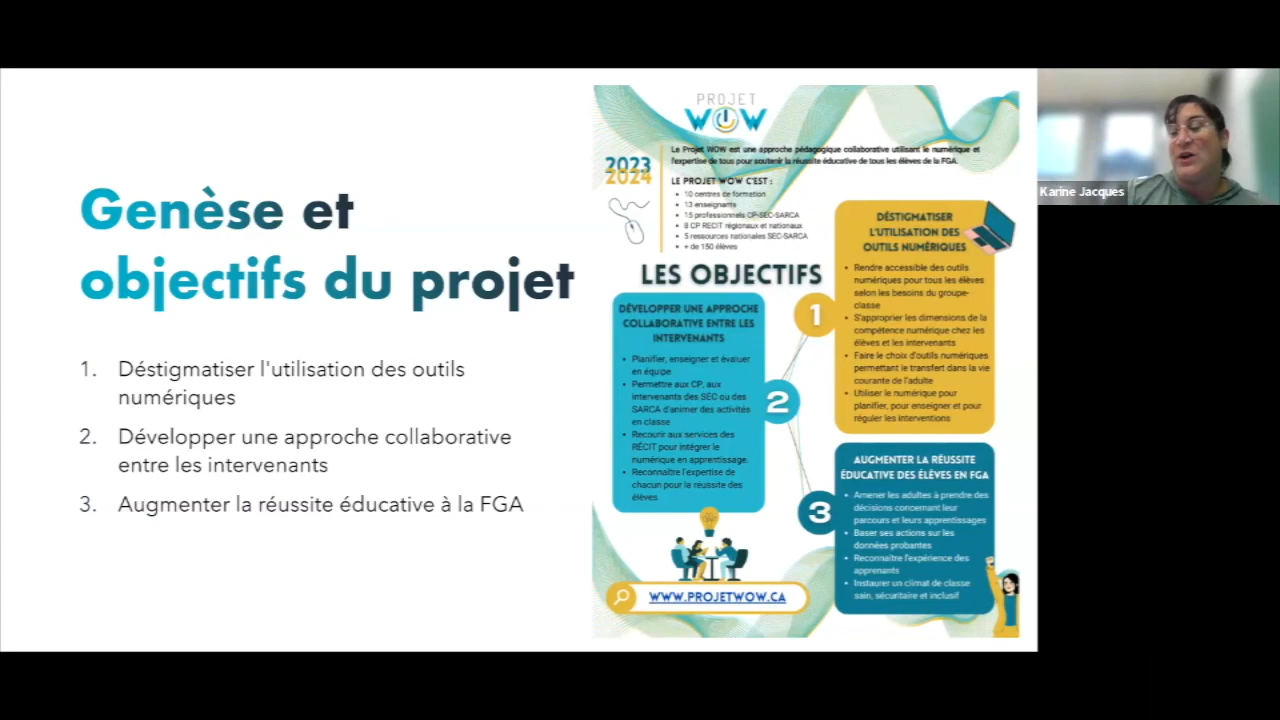 Genèse et
objectifs du projet
1. Déstigmatiser l'utilisation des outils
numériques
2. Développer une approche collaborative
entre les intervenants
3. Augmenter la réussite éducative à la FGA
PROJET
WOW
Le Projet WOW est une approche pédagogique collaborative utilisant le numérique et
l'expertise de tous pour soutenir la réussite éducative de tous les élèves de la FGA.
2023
2024
LE PROJET WOW C'EST :
• 10 centres de formation
• 13 enseignants
• 15 professionnels CP-SEC-SARCA
• 8 CP RECIT régionaux et nationaux
• 5 ressources nationales SEC-SARCA
• + de 150 élèves
LES OBJECTIFS
1
DÉSTIGMATISER
L'UTILISATION DES
OUTILS NUMÉRIQUES
• Rendre accessible des outils
numériques pour tous les élèves
selon les besoins du groupe-
classe
• S'approprier les dimensions de la
compétence numérique chez les
élèves et les intervenants
• Faire le choix d'outils numériques
permettant le transfert dans la vie
courante de l'adulte
• Utiliser le numérique pour
planifier, pour enseigner et pour
réguler les interventions
2
DÉVELOPPER UNE APPROCHE
COLLABORATIVE ENTRE LES
INTERVENANTS
• Planifier, enseigner et évaluer
en équipe
• Permettre aux CP, aux
intervenants des SEC ou des
SARCA d'animer des activités
en classe
• Recourir aux services des
RÉCIT pour intégrer le
numérique en apprentissage.
• Reconnaître l'expertise de
chacun pour la réussite des
élèves
3
AUGMENTER LA RÉUSSITE
ÉDUCATIVE DES ÉLÈVES EN FGA
• Amener les adultes à prendre des
décisions concernant leur
parcours et leurs apprentissages
• Baser ses actions sur les
données probantes
• Reconnaître l'expérience des
apprenants
• Instaurer un climat de classe
sain, sécuritaire et inclusif
WWW.PROJETWOW.CA
Karine Jacques